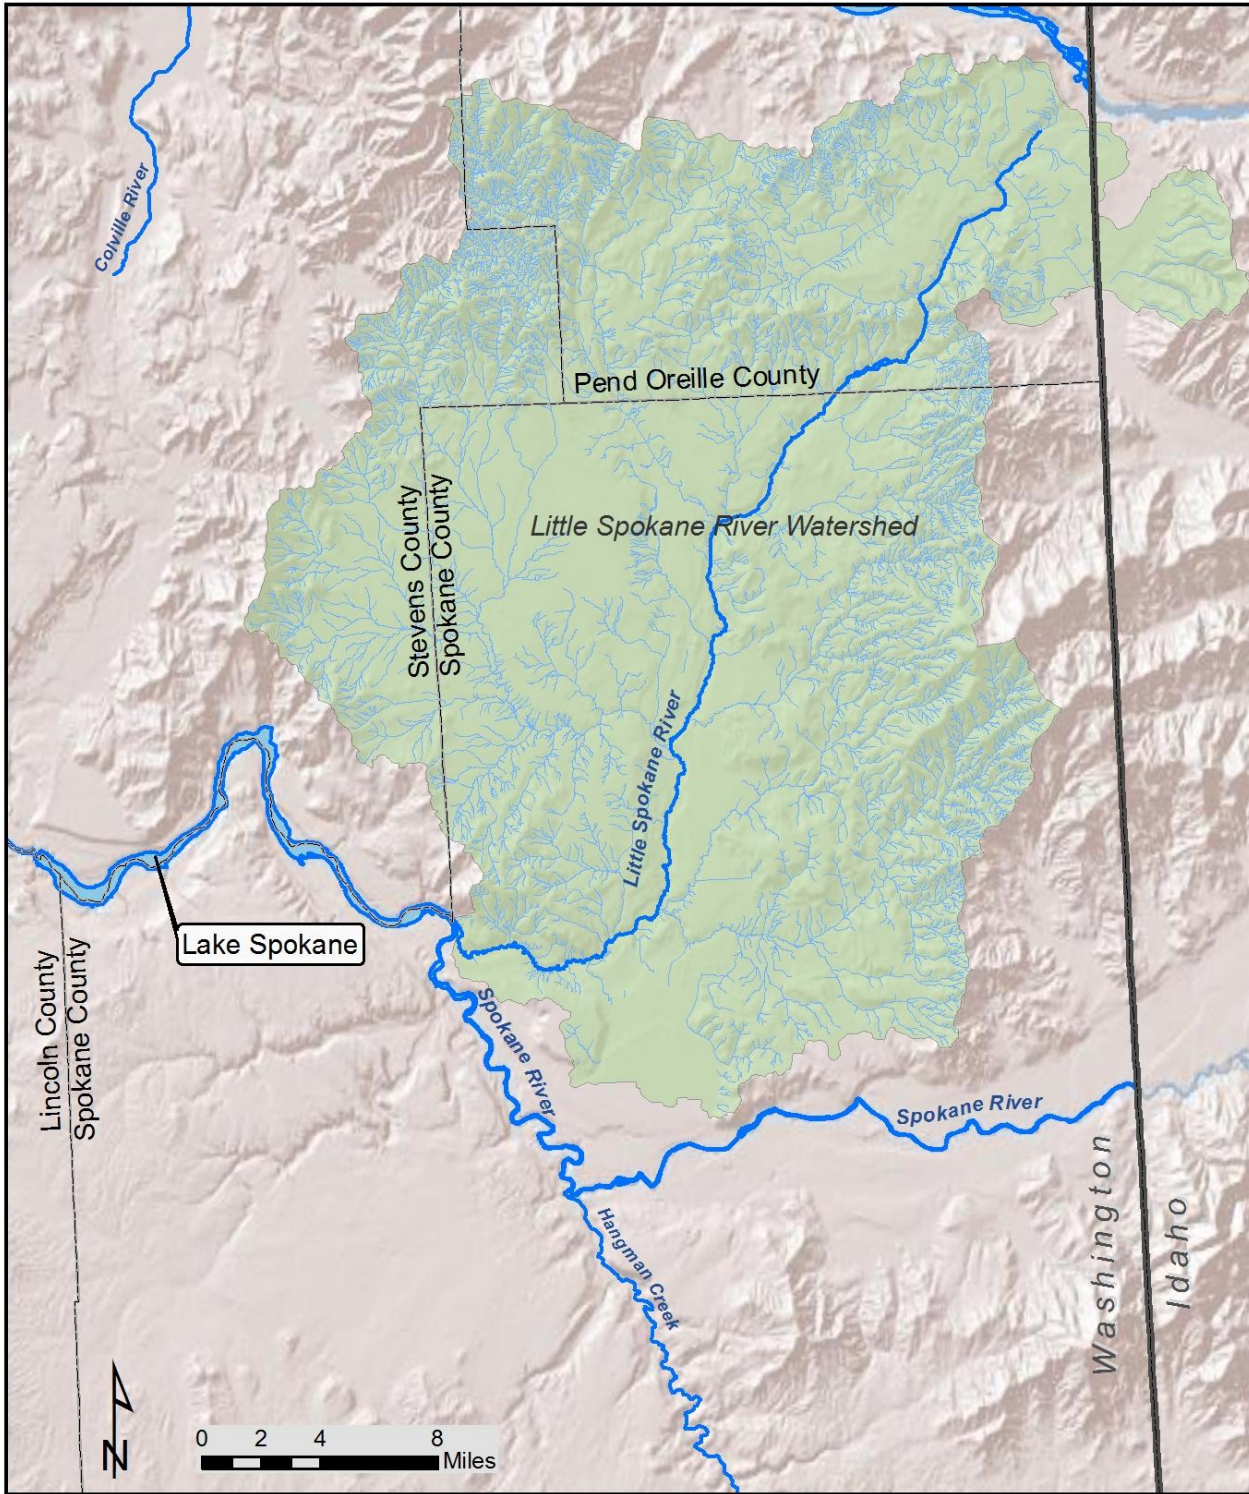 Colville River
Pend Oreille County
Stevens County
Spokane County
Little Spokane River Watershed
Little Spokane River
Lake Spokane
Lincoln County
Spokane County
Spokane River
Spokane River
Hangman Creek
Washington
Idaho
N
0 2 4 8
Miles